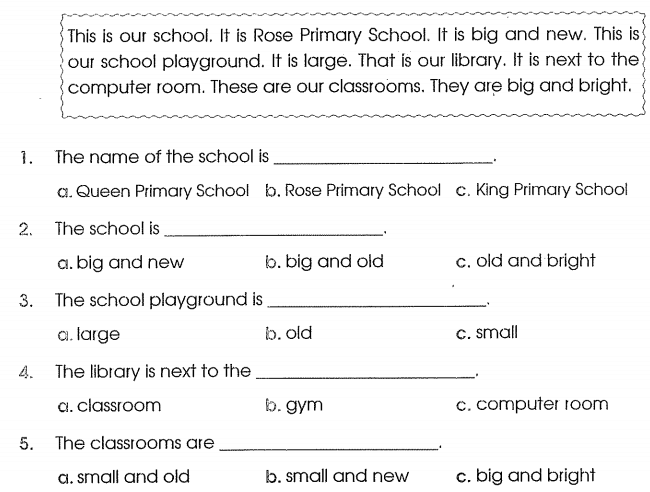 This is our school. It is Rose Primary School. It is big and new. This is
our school playground. It is large. That is our library. It is next to the
computer room. These are our classrooms. They are big and bright.
1. The name of the school is ______________________.
a. Queen Primary School b. Rose Primary School c. King Primary School
2. The school is ______________________.
a. big and new b. big and old c. old and bright
3. The school playground is ______________________.
a. large b. old c. small
4. The library is next to the ______________________.
a. classroom b. gym c. computer room
5. The classrooms are ______________________.
a. small and old b. small and new c. big and bright